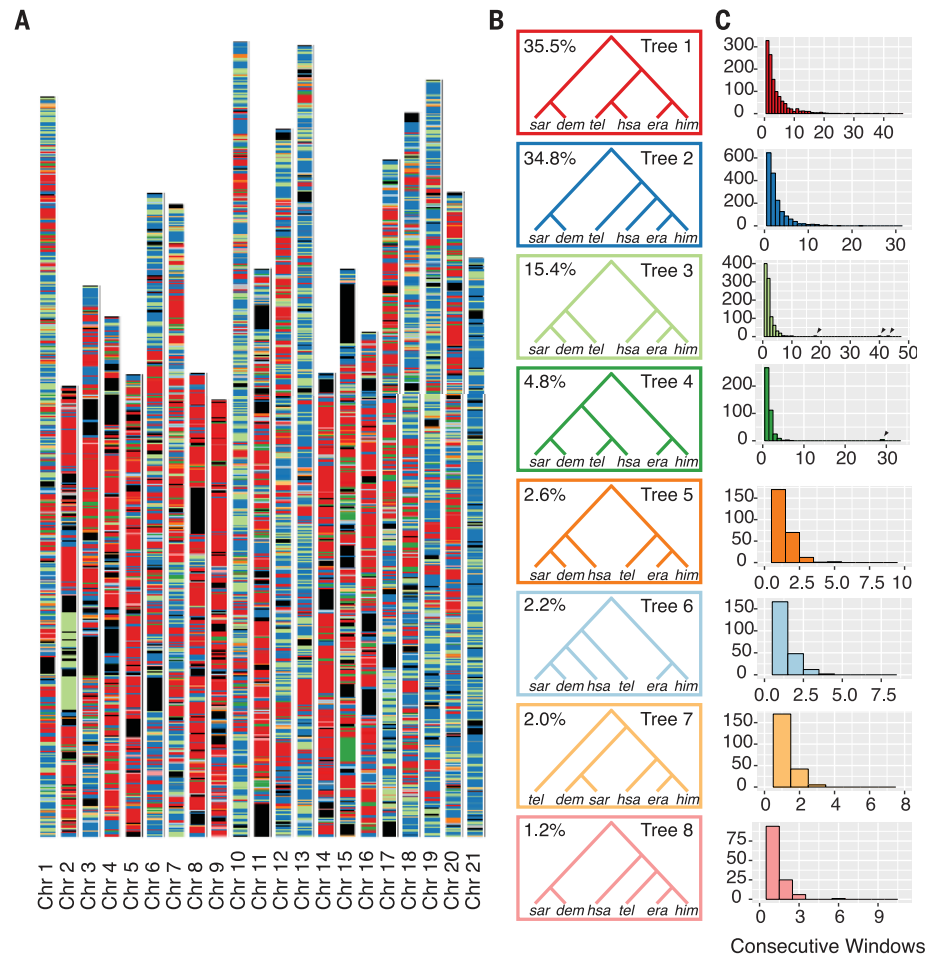 A
B
C
Chr 1
Chr 2
Chr 3
Chr 4
Chr 5
Chr 6
Chr 7
Chr 8
Chr 9
Chr 10
Chr 11
Chr 12
Chr 13
Chr 14
Chr 15
Chr 16
Chr 17
Chr 18
Chr 19
Chr 20
Chr 21
35.5% Tree 1
sar dem tel hsa era him
300
200
100
0
0 10 20 30 40
34.8% Tree 2
sar dem tel hsa era him
600
400
200
0
0 10 20 30
15.4% Tree 3
sar dem tel hsa era him
400
300
200
100
0
0 10 20 30 40 50
4.8% Tree 4
sar dem tel hsa era him
200
100
0
0 10 20 30
2.6% Tree 5
sar dem hsa tel era him
150
100
50
0
0.0 2.5 5.0 7.5 10
2.2% Tree 6
sar dem hsa tel era him
150
100
50
0
0.0 2.5 5.0 7.5
2.0% Tree 7
tel dem sar hsa era him
150
100
50
0
0 2 4 6 8
1.2% Tree 8
sar dem hsa tel era him
75
50
25
0
0 3 6 9
Consecutive Windows